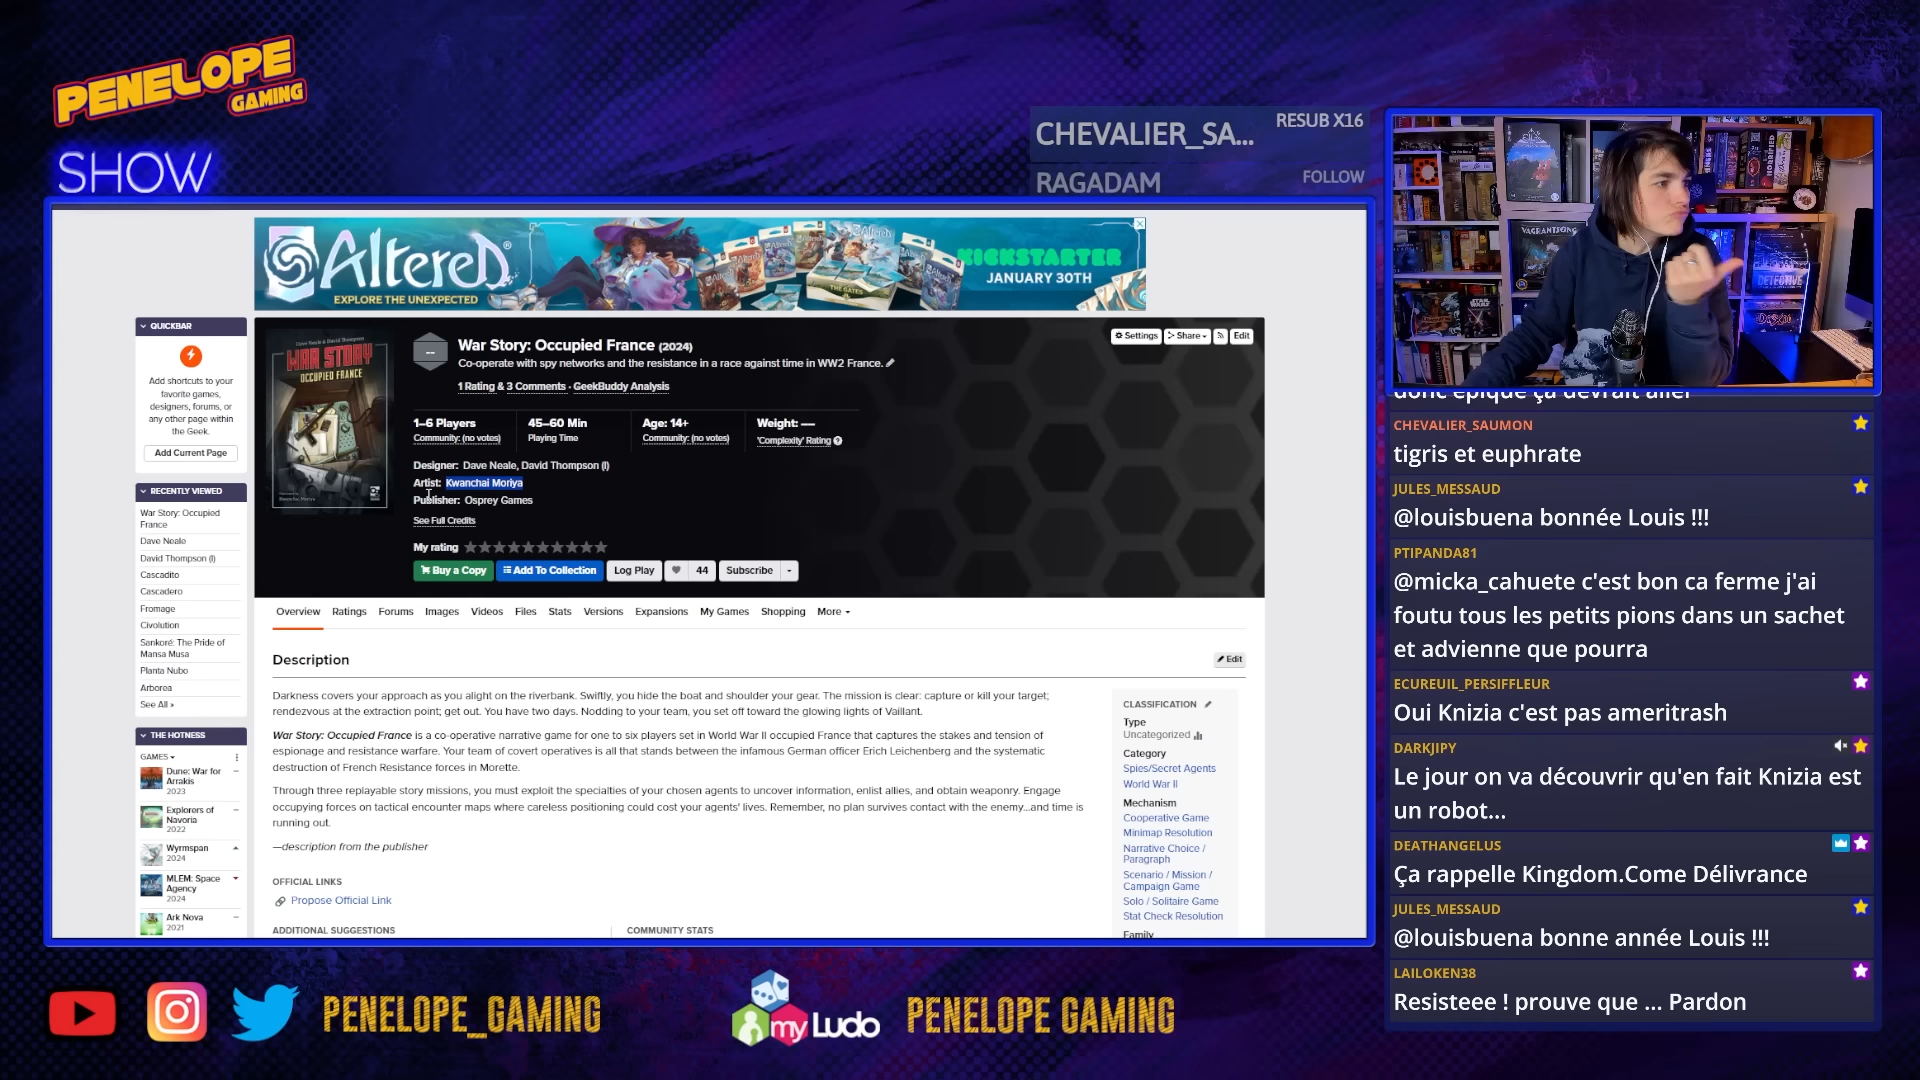 PENELOPE
GAMING
SHOW
CHEVALIER_SA...
RESUB X16
RAGADAM
FOLLOW
Altered
EXPLORE THE UNEXPECTED
KICKSTARTER
JANUARY 30TH
THE GATES
QUICKBAR
Add shortcuts to your
favorite games,
designers, forums, or
any other page within
the Geek.
Add Current Page
RECENTLY VIEWED
War Story: Occupied
France
Dave Neale
David Thompson (I)
Cascadito
Cascadero
Fromage
Civolution
Sankoré: The Pride of
Mansa Musa
Planta Nubo
Arborea
See All »
THE HOTNESS
GAMES
Dune: War for
Arrakis
2023
Explorers of
Navoria
2022
Wyrmspan
2024
MLEM: Space
Agency
2024
Ark Nova
2021
Dave Neale & David Thompson
WAR STORY
OCCUPIED FRANCE
--
War Story: Occupied France (2024)
Co-operate with spy networks and the resistance in a race against time in WW2 France.
1 Rating & 3 Comments · GeekBuddy Analysis
Settings
Share
Edit
1–6 Players
Community: (no votes)
45–60 Min
Playing Time
Age: 14+
Community: (no votes)
Weight: —
'Complexity' Rating
Designer: Dave Neale, David Thompson (I)
Artist: Kwanchai Moriya
Publisher: Osprey Games
See Full Credits
My rating
Buy a Copy
Add To Collection
Log Play
44
Subscribe
Overview Ratings Forums Images Videos Files Stats Versions Expansions My Games Shopping More
Description
Edit
Darkness covers your approach as you alight on the riverbank. Swiftly, you hide the boat and shoulder your gear. The mission is clear: capture or kill your target;
rendezvous at the extraction point; get out. You have two days. Nodding to your team, you set off toward the glowing lights of Vaillant.
War Story: Occupied France is a co-operative narrative game for one to six players set in World War II occupied France that captures the stakes and tension of
espionage and resistance warfare. Your team of covert operatives is all that stands between the infamous German officer Erich Leichenberg and the systematic
destruction of French Resistance forces in Morette.
Through three replayable story missions, you must exploit the specialties of your chosen agents to uncover information, enlist allies, and obtain weaponry. Engage
occupying forces on tactical encounter maps where careless positioning could cost your agents' lives. Remember, no plan survives contact with the enemy...and time is
running out.
—description from the publisher
OFFICIAL LINKS
Propose Official Link
ADDITIONAL SUGGESTIONS
COMMUNITY STATS
CLASSIFICATION
Type
Uncategorized
Category
Spies/Secret Agents
World War II
Mechanism
Cooperative Game
Minimap Resolution
Narrative Choice /
Paragraph
Scenario / Mission /
Campaign Game
Solo / Solitaire Game
Stat Check Resolution
Family
VAGRANTSONG
HORRIFIED
DETECTIVE
STAR WARS
donc épique ça devrait aller
CHEVALIER_SAUMON
tigris et euphrate
JULES_MESSAUD
@louisbuena bonnée Louis !!!
PTIPANDA81
@micka_cahuete c'est bon ca ferme j'ai
foutu tous les petits pions dans un sachet
et advienne que pourra
ECUREUIL_PERSIFFLEUR
Oui Knizia c'est pas ameritrash
DARKJIPY
Le jour on va découvrir qu'en fait Knizia est
un robot...
DEATHANGELUS
Ça rappelle Kingdom.Come Délivrance
JULES_MESSAUD
@louisbuena bonne année Louis !!!
LAILOKEN38
Resisteee ! prouve que ... Pardon
PENELOPE_GAMING
my Ludo
PENELOPE GAMING